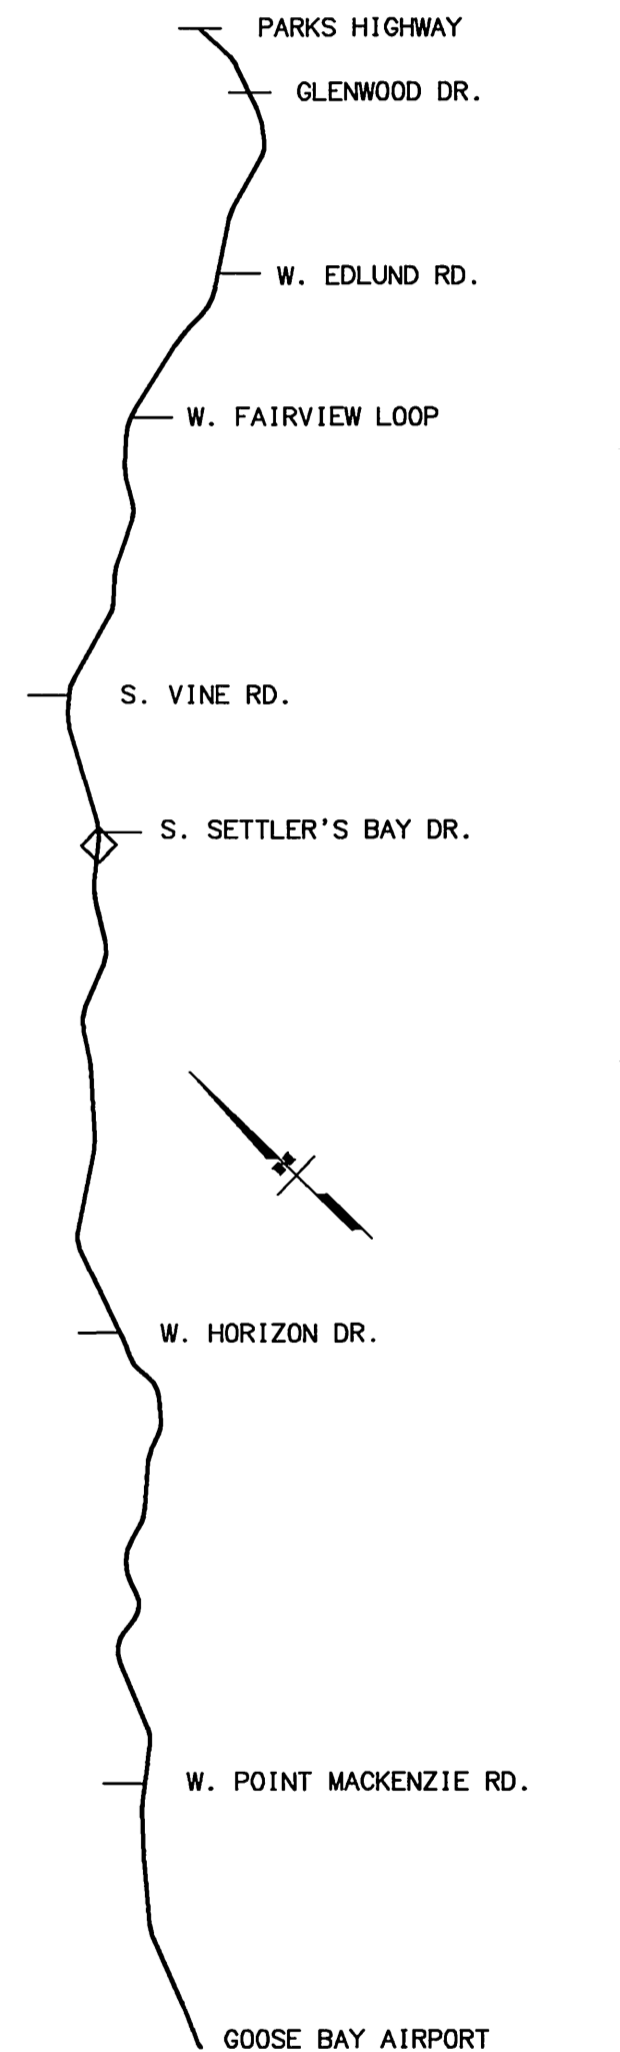 PARKS HIGHWAY
GLENWOOD DR.
W. EDLUND RD.
W. FAIRVIEW LOOP
S. VINE RD.
S. SETTLER'S BAY DR.
W. HORIZON DR.
W. POINT MACKENZIE RD.
GOOSE BAY AIRPORT